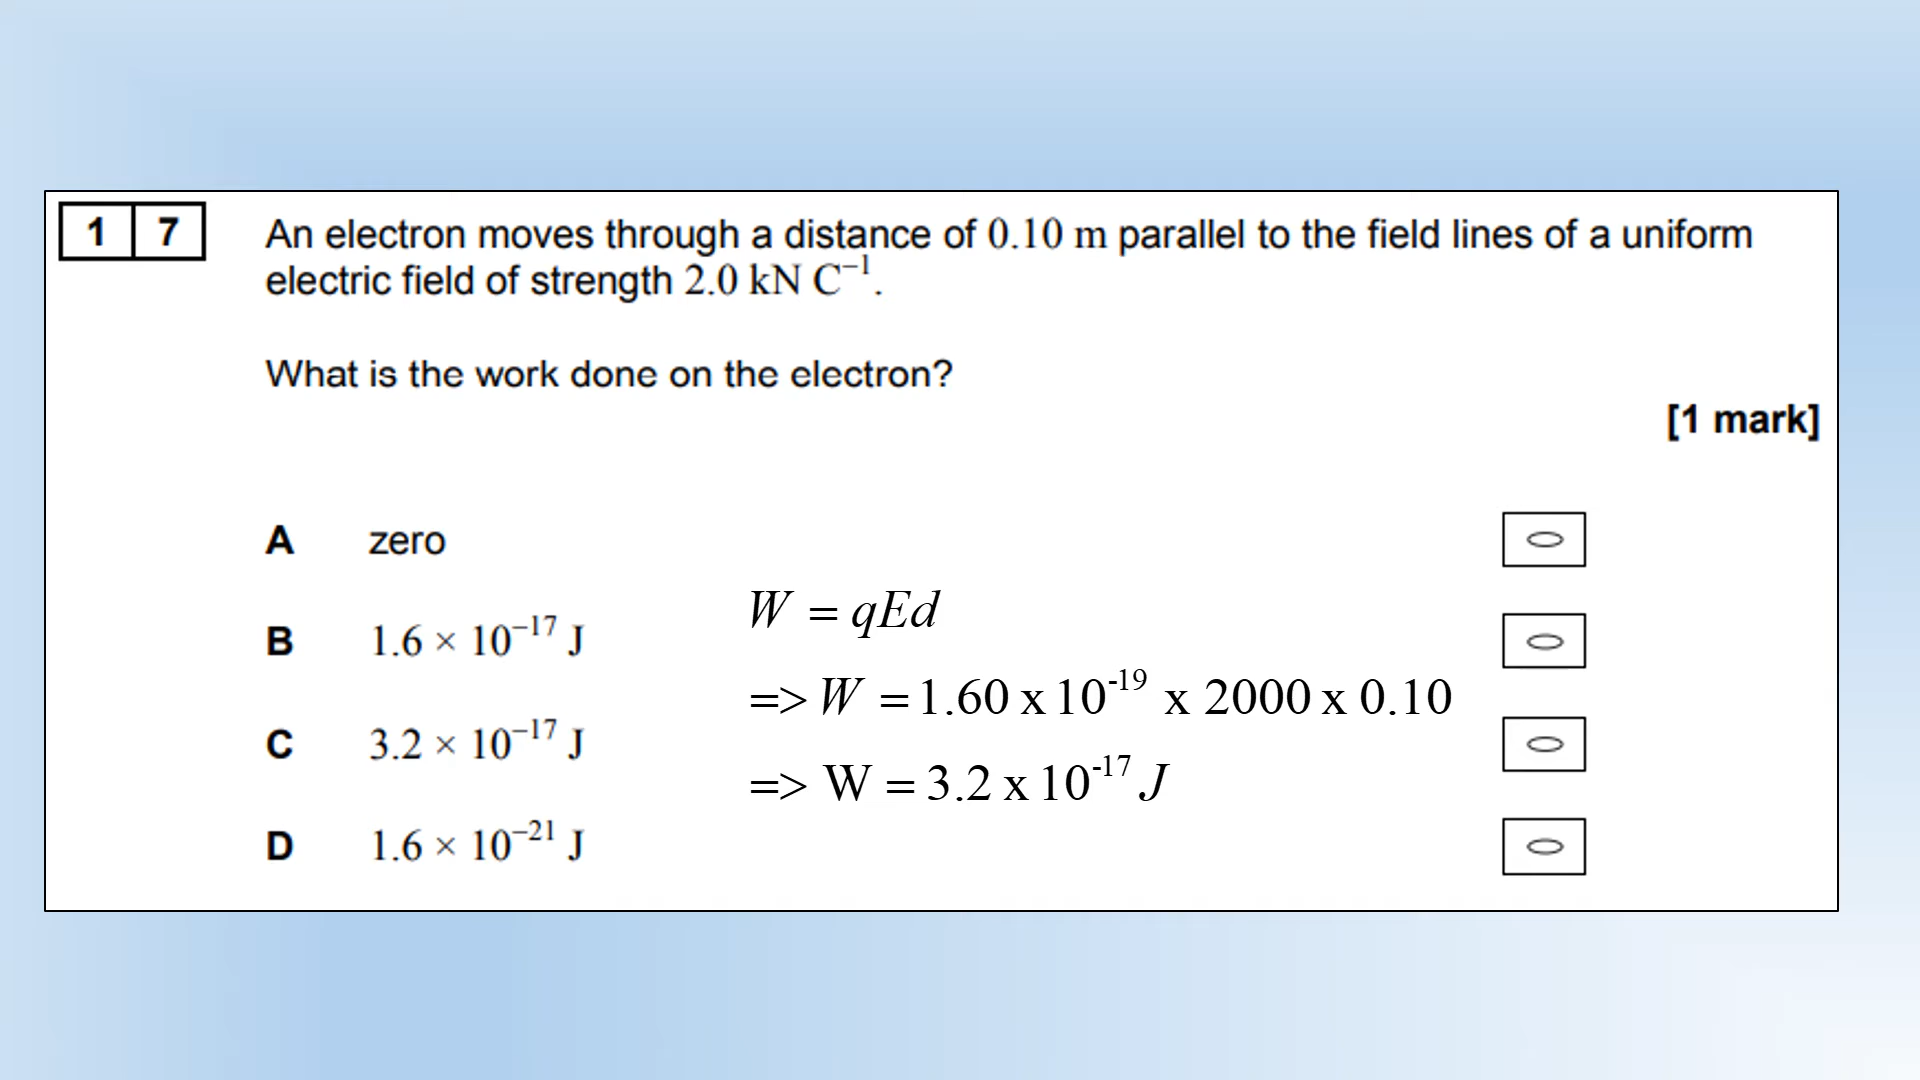 1 7 An electron moves through a distance of 0.10 m parallel to the field lines of a uniform
electric field of strength 2.0 kN C⁻¹.
What is the work done on the electron?
[1 mark]
A zero
B 1.6 × 10⁻¹⁷ J
C 3.2 × 10⁻¹⁷ J
D 1.6 × 10⁻²¹ J
W = qEd
=> W = 1.60 x 10⁻¹⁹ x 2000 x 0.10
=> W = 3.2 x 10⁻¹⁷ J